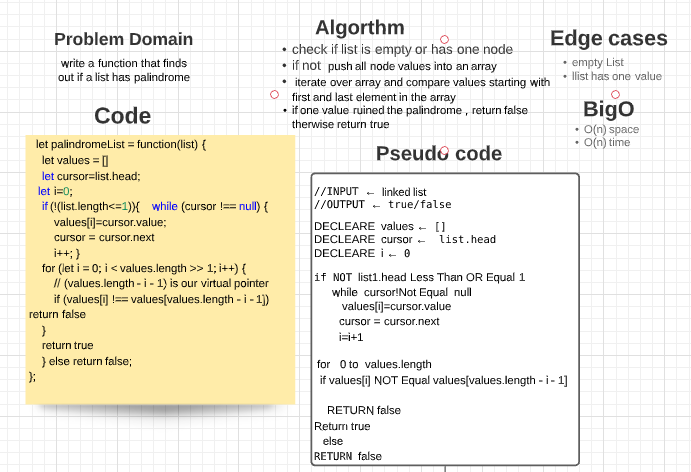 Problem Domain
write a function that finds
out if a list has palindrome
Algorthm
• check if list is empty or has one node
• if not push all node values into an array
• iterate over array and compare values starting with
first and last element in the array
• if one value ruined the palindrome , return false
therwise return true
Edge cases
• empty List
• llist has one value
BigO
• O(n) space
• O(n) time
Code
let palindromeList = function(list) {
let values = []
let cursor=list.head;
let i=0;
if (!(list.length<=1)){ while (cursor !== null) {
values[i]=cursor.value;
cursor = cursor.next
i++; }
for (let i = 0; i < values.length >> 1; i++) {
// (values.length - i - 1) is our virtual pointer
if (values[i] !== values[values.length - i - 1])
return false
}
return true
} else return false;
};
Pseudo code
//INPUT ← linked list
//OUTPUT ← true/false
DECLEARE values ← []
DECLEARE cursor ← list.head
DECLEARE i ← 0
if NOT list1.head Less Than OR Equal 1
while cursor!Not Equal null
values[i]=cursor.value
cursor = cursor.next
i=i+1
for 0 to values.length
if values[i] NOT Equal values[values.length - i - 1]
RETURN false
Return true
else
RETURN false